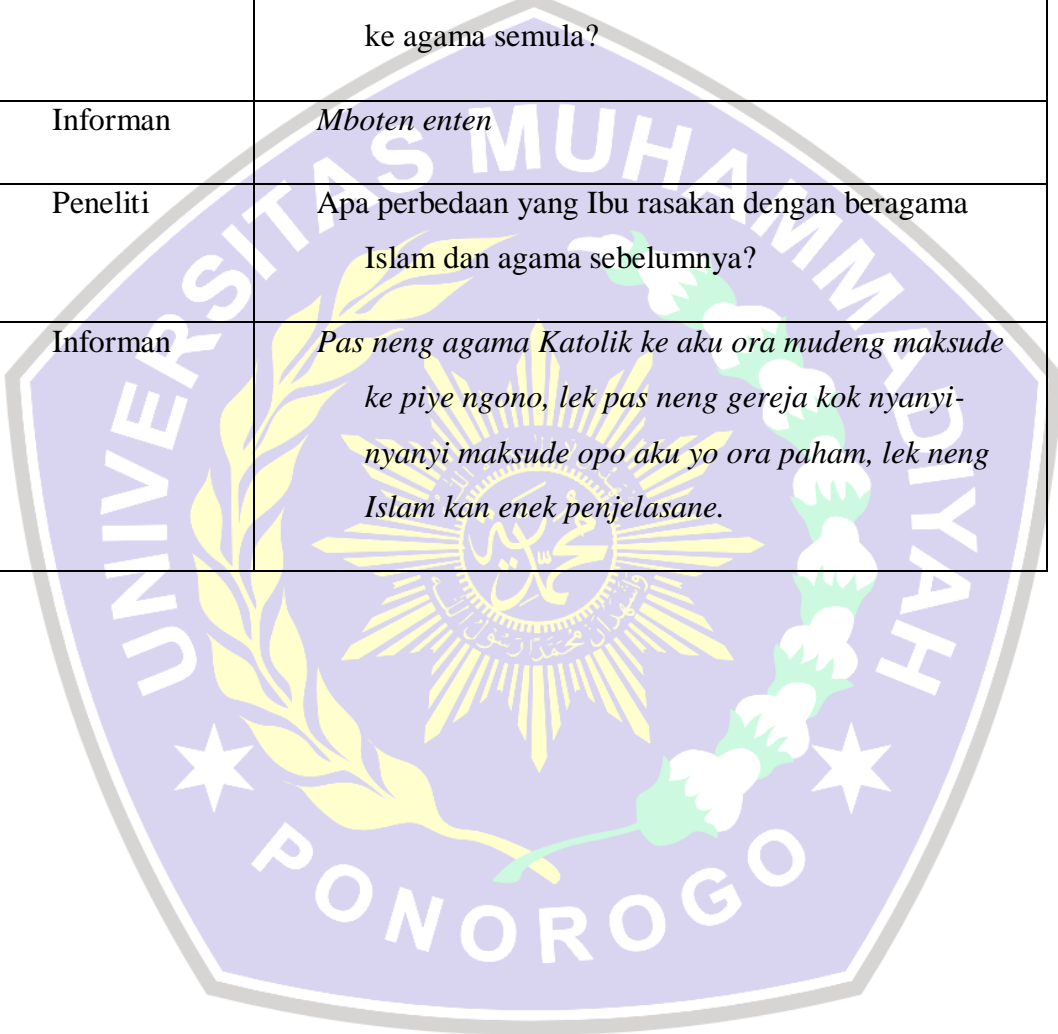 ke agama semula?
Informan Mboten enten
Peneliti Apa perbedaan yang Ibu rasakan dengan beragama
Islam dan agama sebelumnya?
Informan Pas neng agama Katolik ke aku ora mudeng maksude
ke piye ngono, lek pas neng gereja kok nyanyi-
nyanyi maksude opo aku yo ora paham, lek neng
Islam kan enek penjelasane.
UNIVERSITAS MUHAMMADIYAH
PONOROGO